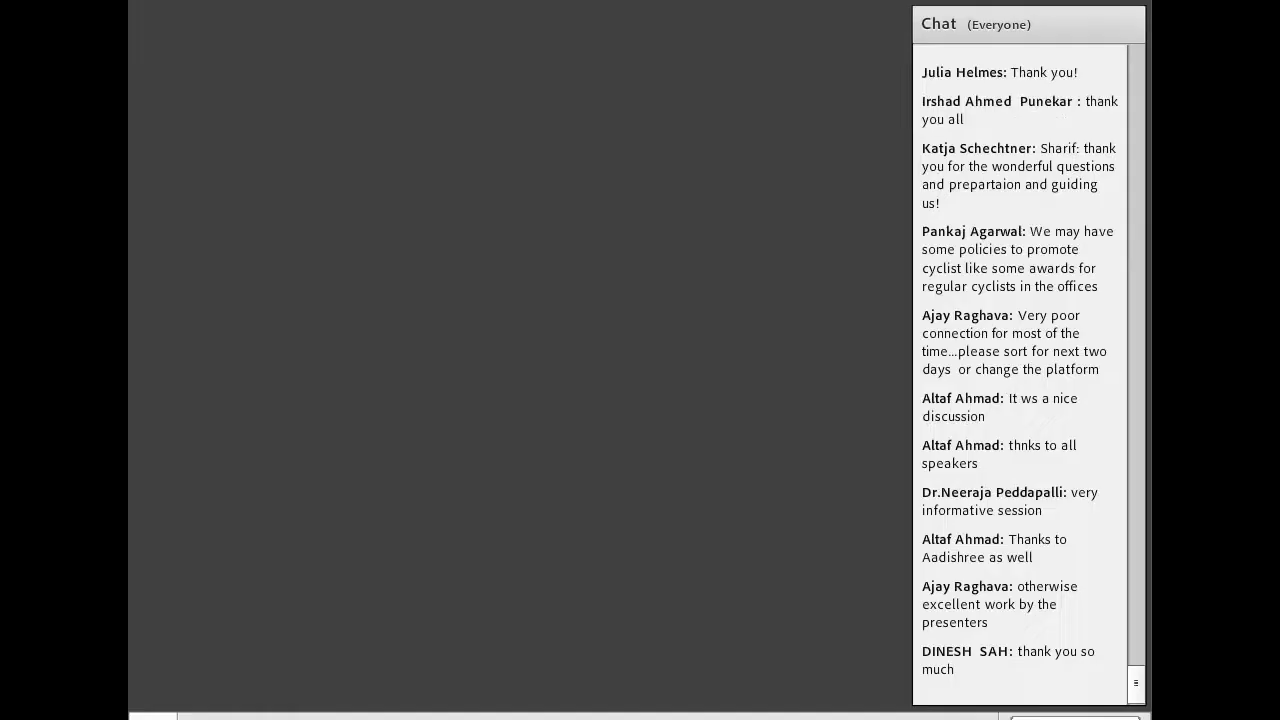 Chat (Everyone)
Julia Helmes: Thank you!
Irshad Ahmed  Punekar : thank
you all
Katja Schechtner: Sharif: thank
you for the wonderful questions
and prepartaion and guiding
us!
Pankaj Agarwal: We may have
some policies to promote
cyclist like some awards for
regular cyclists in the offices
Ajay Raghava: Very poor
connection for most of the
time...please sort for next two
days  or change the platform
Altaf Ahmad: It ws a nice
discussion
Altaf Ahmad: thnks to all
speakers
Dr.Neeraja Peddapalli: very
informative session
Altaf Ahmad: Thanks to
Aadishree as well
Ajay Raghava: otherwise
excellent work by the
presenters
DINESH  SAH: thank you so
much